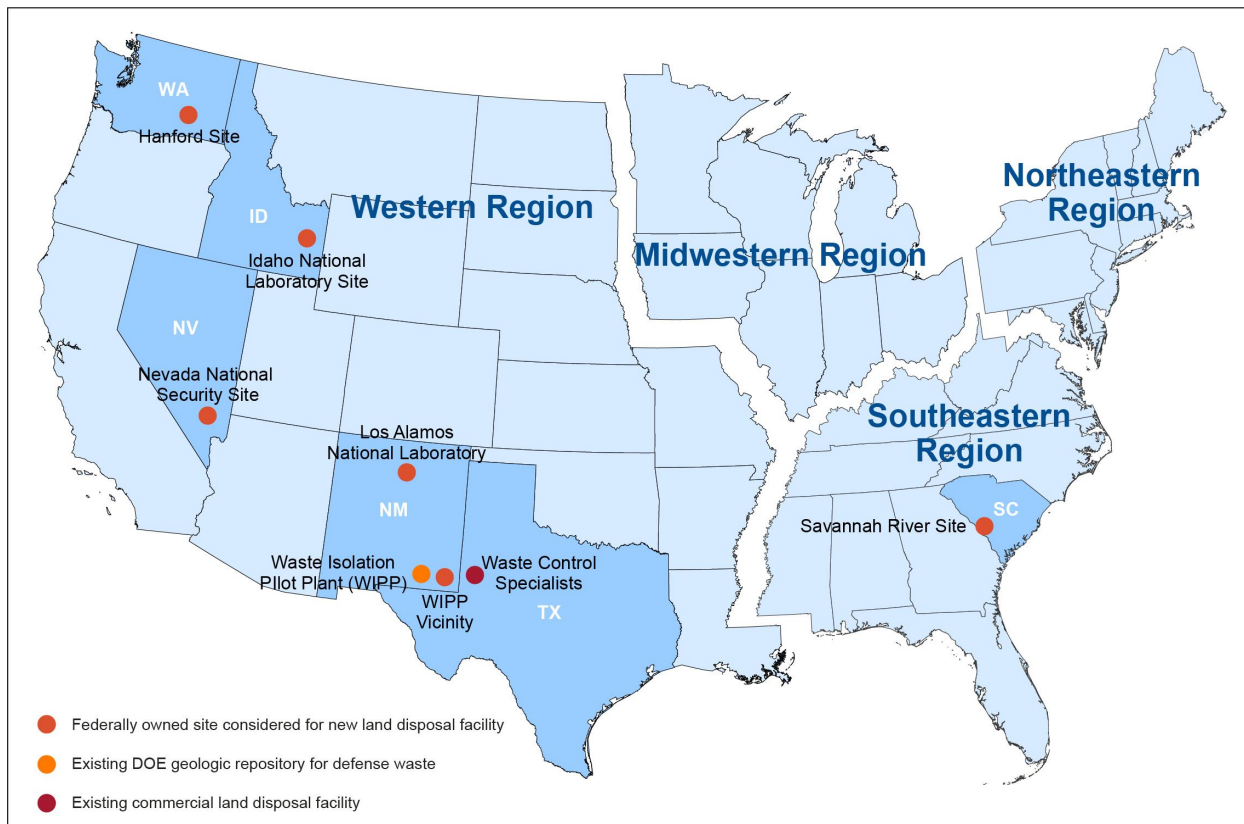 WA
Hanford Site
ID
Idaho National
Laboratory Site
NV
Nevada National
Security Site
Western Region
Midwestern Region
Northeastern
Region
Southeastern
Region
Los Alamos
National Laboratory
NM
Waste Isolation
PIlot Plant (WIPP)
WIPP
Vicinity
Waste Control
Specialists
TX
Savannah River Site
SC
Federally owned site considered for new land disposal facility
Existing DOE geologic repository for defense waste
Existing commercial land disposal facility